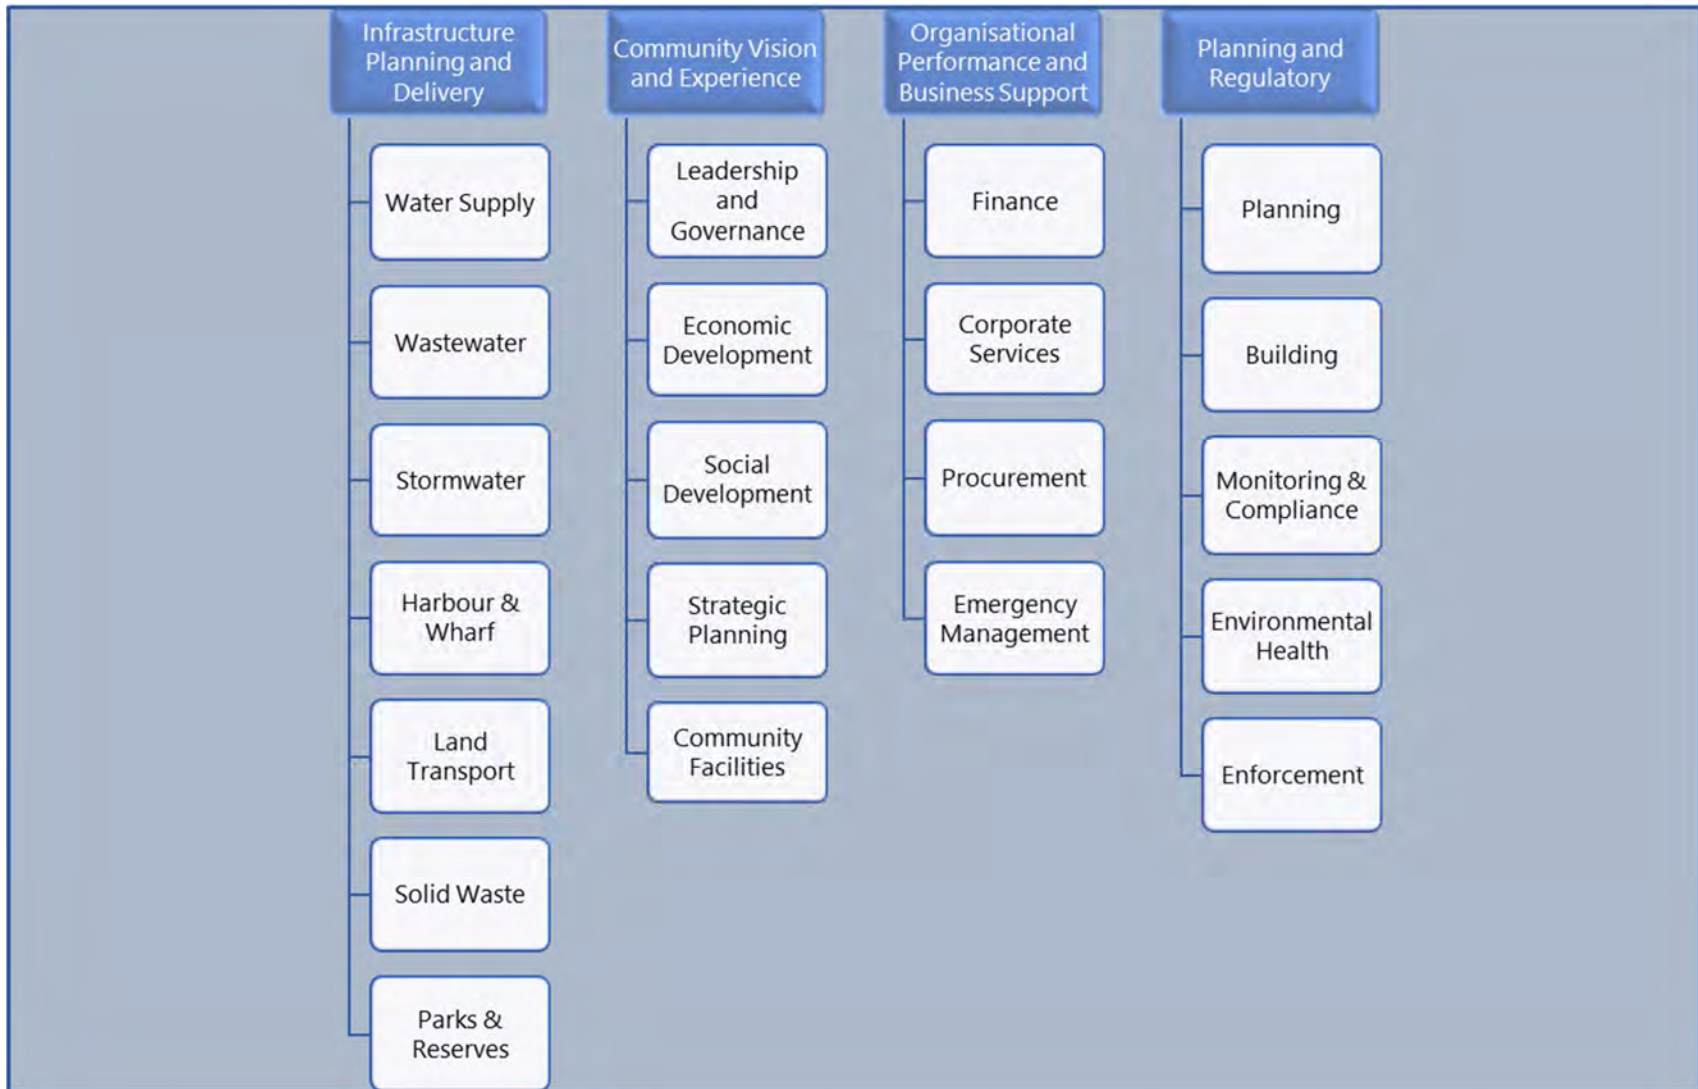 Infrastructure
Planning and
Delivery
Water Supply
Wastewater
Stormwater
Harbour &
Wharf
Land
Transport
Solid Waste
Parks &
Reserves
Community Vision
and Experience
Leadership
and
Governance
Economic
Development
Social
Development
Strategic
Planning
Community
Facilities
Organisational
Performance and
Business Support
Finance
Corporate
Services
Procurement
Emergency
Management
Planning and
Regulatory
Planning
Building
Monitoring &
Compliance
Environmental
Health
Enforcement